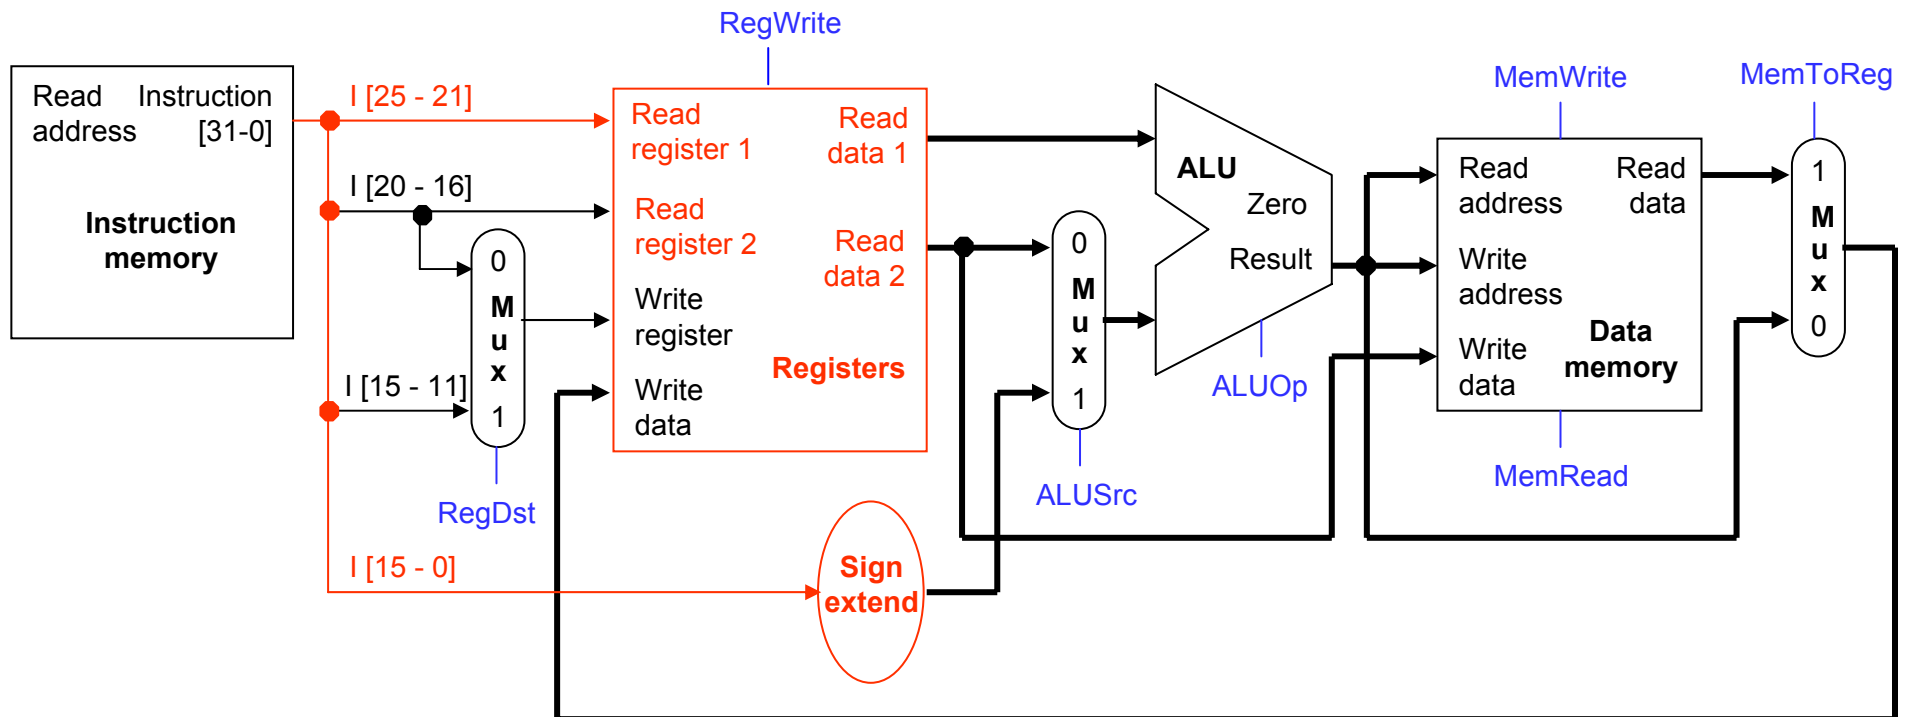 RegWrite
MemWrite
MemToReg
Read Instruction
address [31-0]
Instruction
memory
I [25 - 21]
I [20 - 16]
I [15 - 11]
I [15 - 0]
0
M
u
x
1
RegDst
Read
register 1
Read
data 1
Read
register 2
Read
data 2
Write
register
Registers
Write
data
Sign
extend
0
M
u
x
1
ALUSrc
ALU
Zero
Result
ALUOp
Read
address
Read
data
Write
address
Write
data
Data
memory
MemRead
1
M
u
x
0